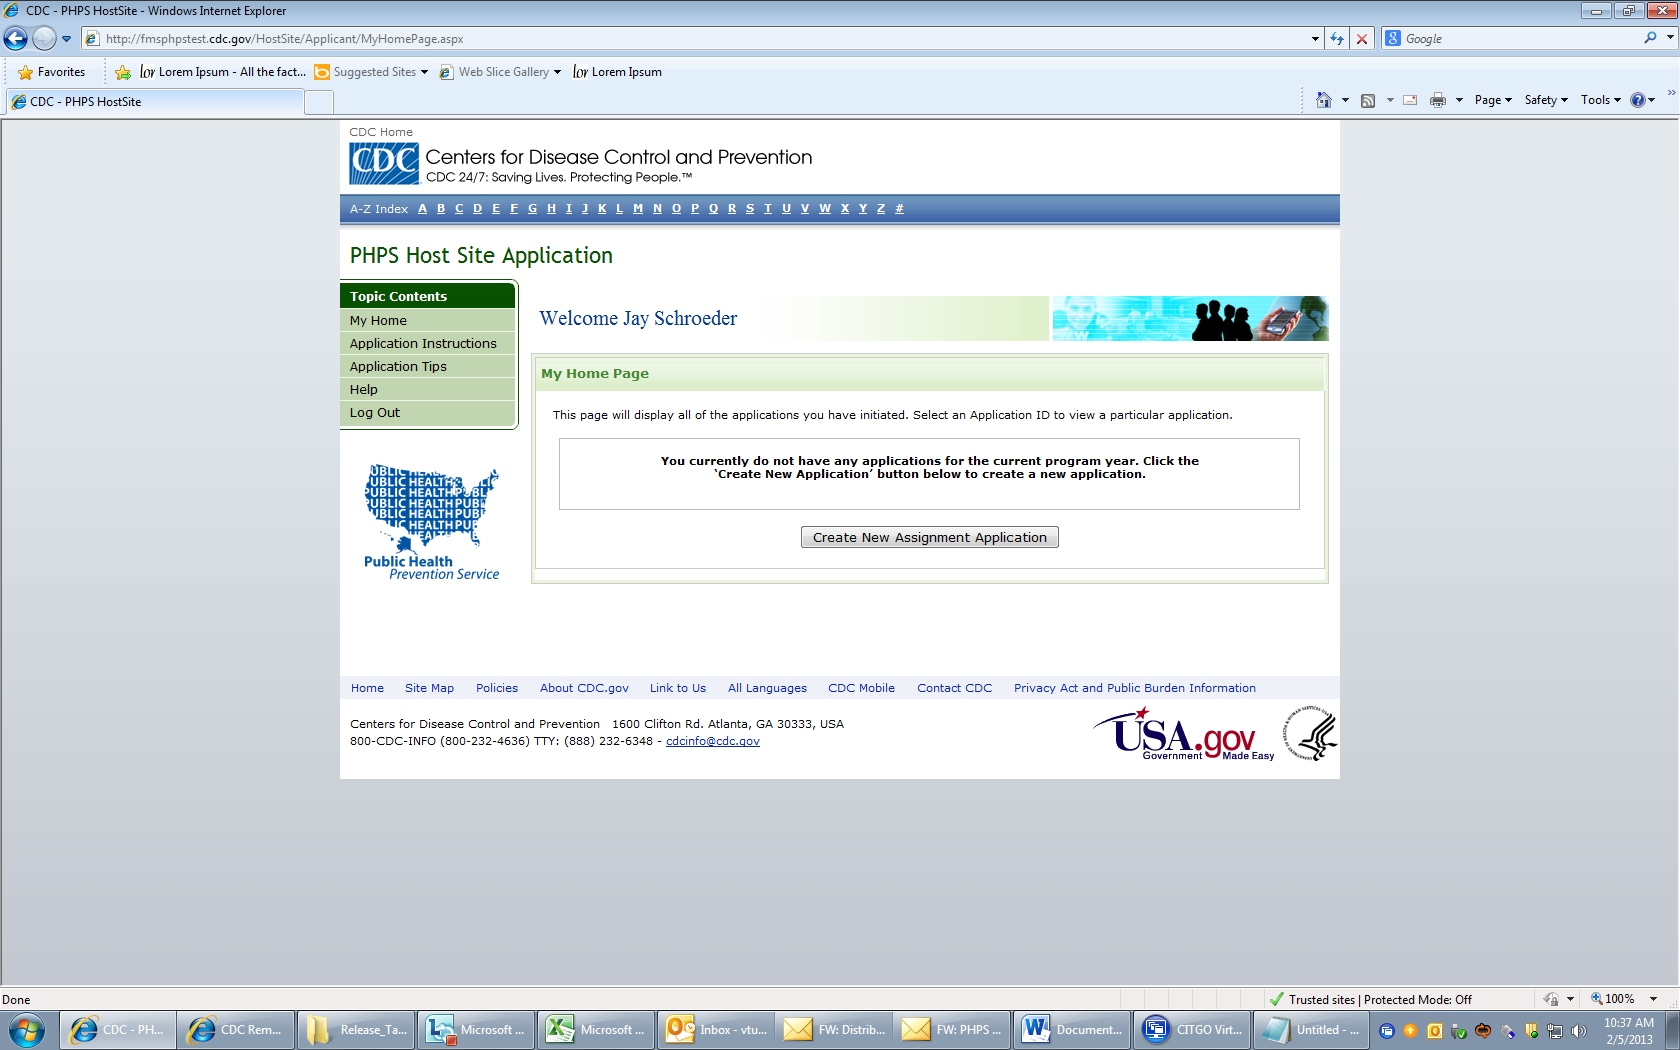 CDC - PHPS HostSite - Windows Internet Explorer
http://fmsphpstest.cdc.gov/HostSite/Applicant/MyHomePage.aspx
Google
Favorites
lor Lorem Ipsum - All the fact...
Suggested Sites
Web Slice Gallery
lor Lorem Ipsum
CDC - PHPS HostSite
Page
Safety
Tools
CDC Home
CDC
Centers for Disease Control and Prevention
CDC 24/7: Saving Lives. Protecting People.™
A-Z Index A B C D E F G H I J K L M N O P Q R S T U V W X Y Z #
PHPS Host Site Application
Topic Contents
My Home
Application Instructions
Application Tips
Help
Log Out
PUBLIC HEALTH
Public Health
Prevention Service
Welcome Jay Schroeder
My Home Page
This page will display all of the applications you have initiated. Select an Application ID to view a particular application.
You currently do not have any applications for the current program year. Click the
'Create New Application' button below to create a new application.
Create New Assignment Application
Home Site Map Policies About CDC.gov Link to Us All Languages CDC Mobile Contact CDC Privacy Act and Public Burden Information
Centers for Disease Control and Prevention 1600 Clifton Rd. Atlanta, GA 30333, USA
800-CDC-INFO (800-232-4636) TTY: (888) 232-6348 - cdcinfo@cdc.gov
USA.gov
Government Made Easy
Done
Trusted sites | Protected Mode: Off
100%
CDC - PH...
CDC Rem...
Release_Ta...
Microsoft ...
Microsoft ...
Inbox - vtu...
FW: Distrib...
FW: PHPS ...
Document...
CITGO Virt...
Untitled - ...
10:37 AM
2/5/2013